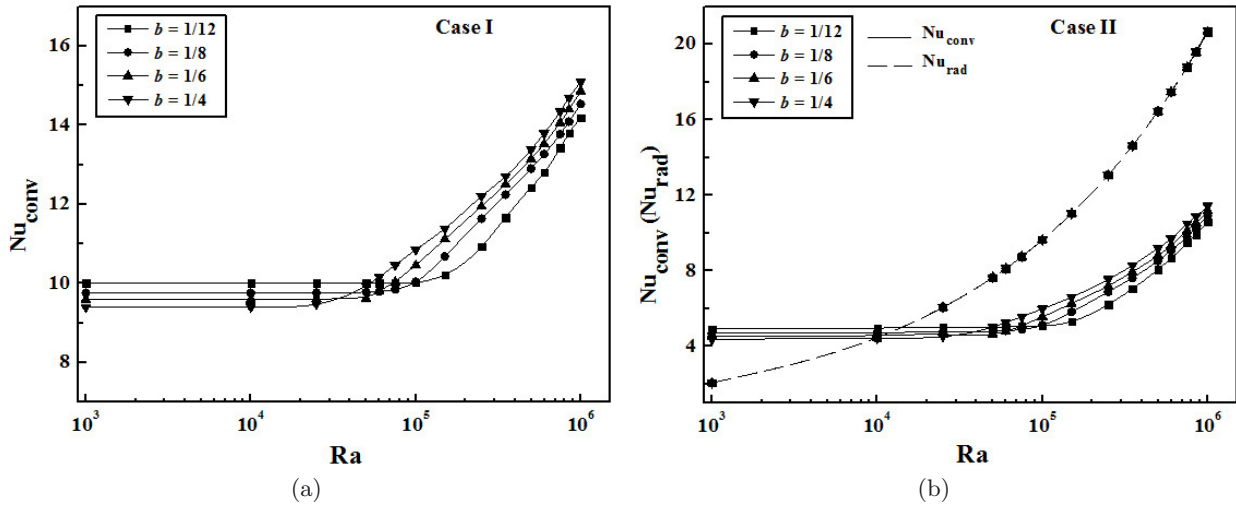 Case I
b = 1/12
b = 1/8
b = 1/6
b = 1/4
16
14
12
10
8
Nu_conv
10^3
10^4
10^5
10^6
Ra
(a)
Case II
b = 1/12
b = 1/8
b = 1/6
b = 1/4
Nu_conv
Nu_rad
20
16
12
8
4
Nu_conv (Nu_rad)
10^3
10^4
10^5
10^6
Ra
(b)